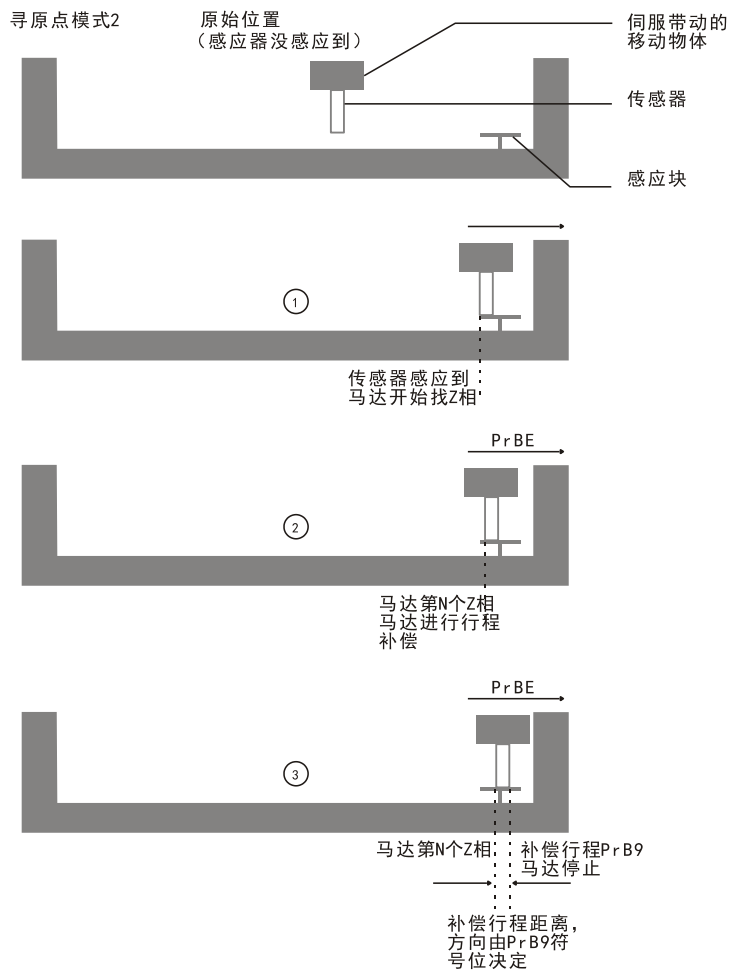 寻原点模式2
原始位置
（感应器没感应到）
伺服带动的
移动物体
传感器
感应块
1
传感器感应到
马达开始找Z相
PrBE
2
马达第N个Z相
马达进行行程
补偿
PrBE
3
马达第N个Z相
补偿行程PrB9
马达停止
补偿行程距离，
方向由PrB9符
号位决定